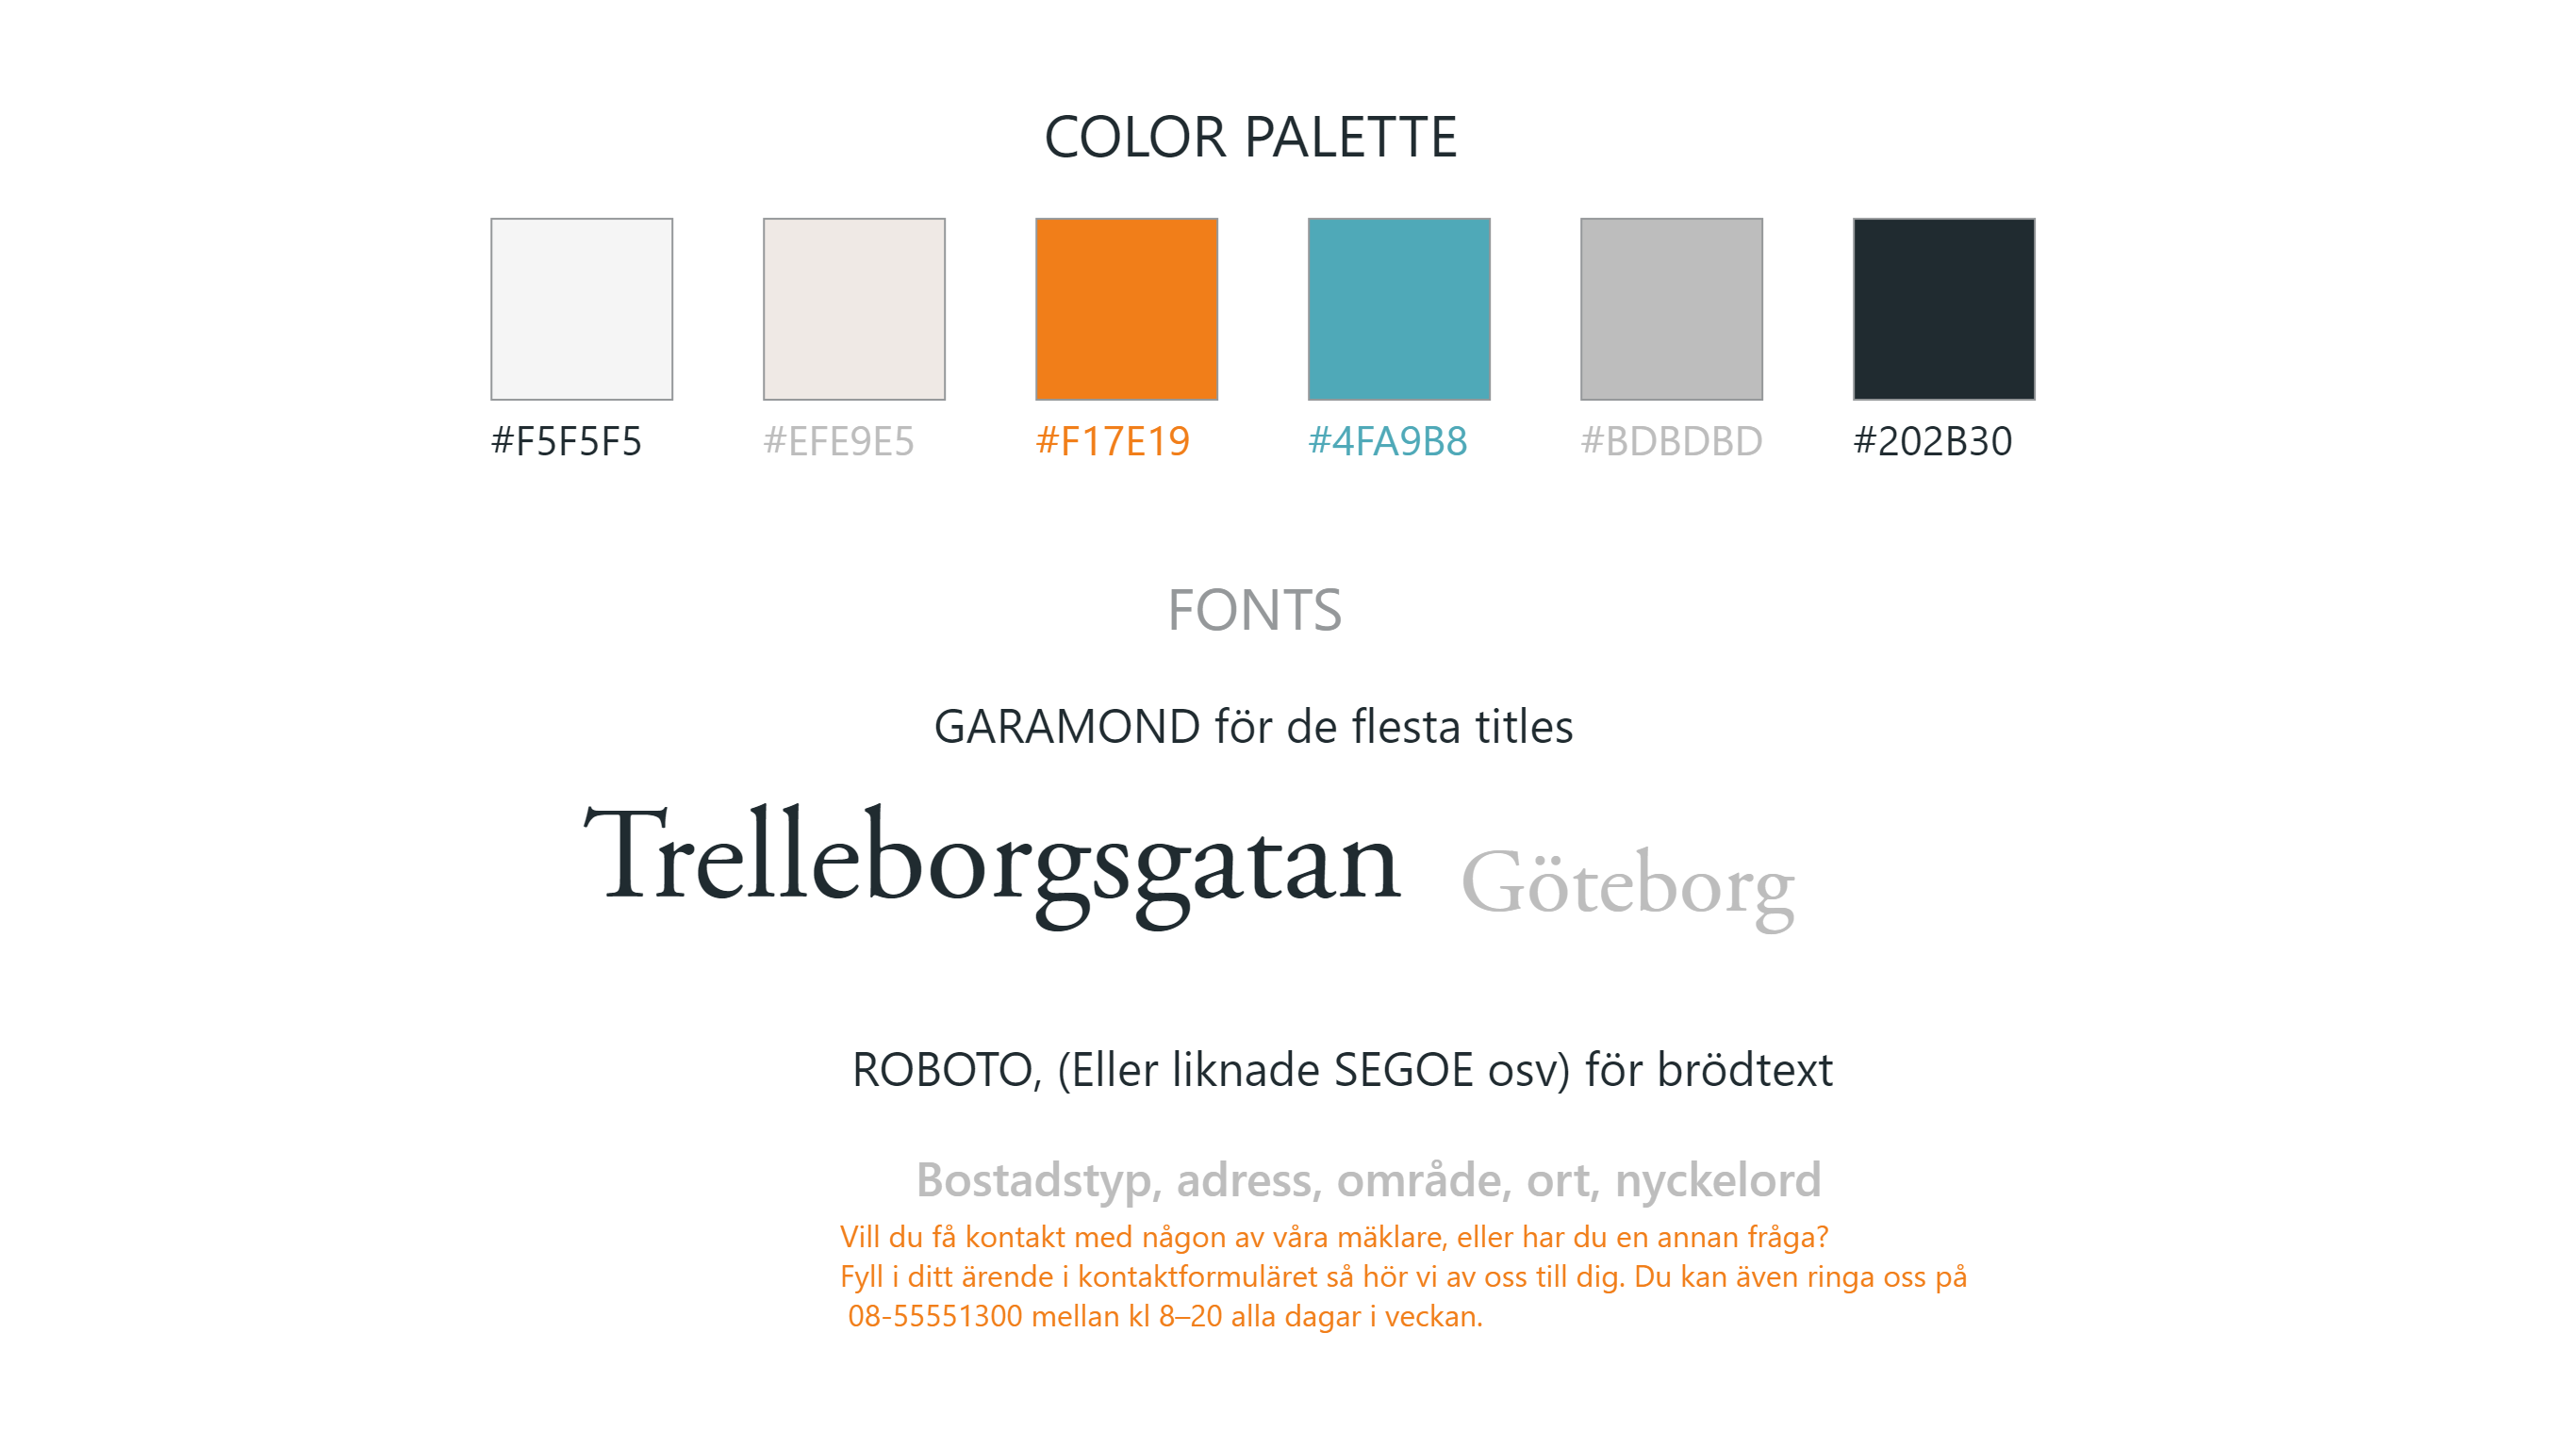 COLOR PALETTE
#F5F5F5 #EFE9E5 #F17E19 #4FA9B8 #BDBDBD #202B30
FONTS
GARAMOND för de flesta titles
Trelleborgsgatan Göteborg
ROBOTO, (Eller liknade SEGOE osv) för brödtext
Bostadstyp, adress, område, ort, nyckelord
Vill du få kontakt med någon av våra mäklare, eller har du en annan fråga?
Fyll i ditt ärende i kontaktformuläret så hör vi av oss till dig. Du kan även ringa oss på
08-55551300 mellan kl 8–20 alla dagar i veckan.